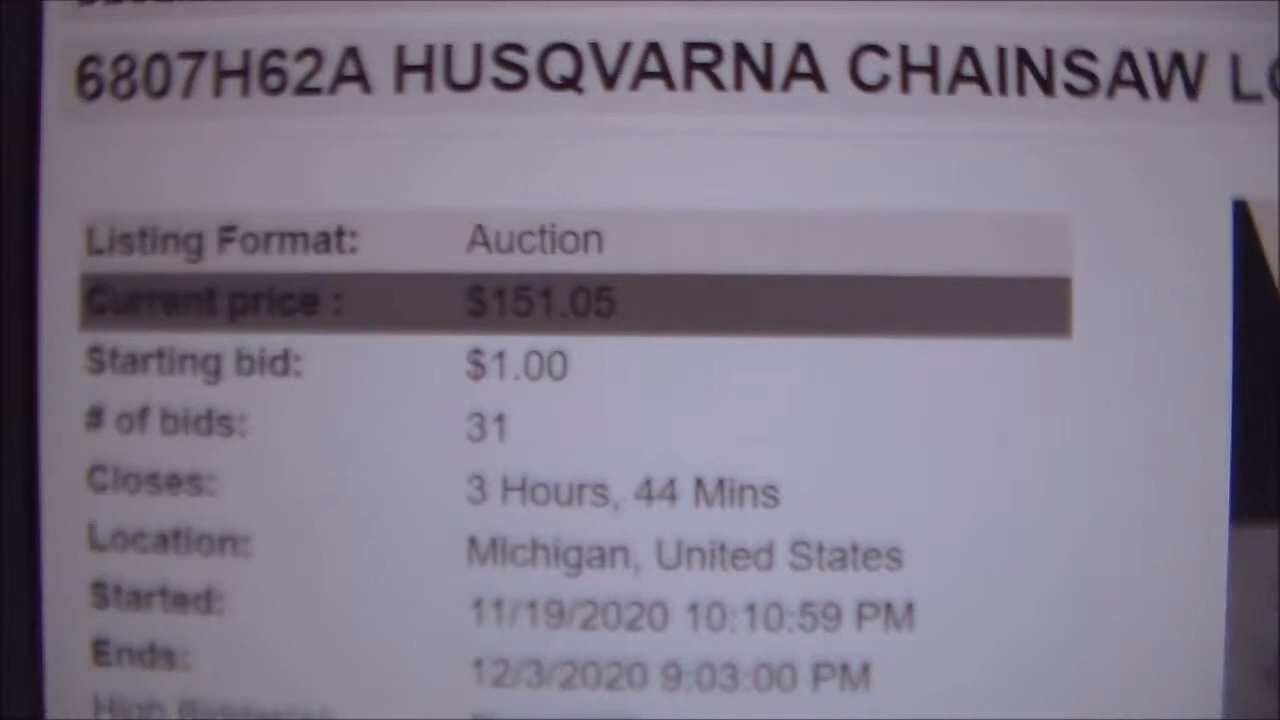 6807H62A HUSQVARNA CHAINSAW
Listing Format: Auction
Current price : $151.05
Starting bid: $1.00
# of bids: 31
Closes: 3 Hours, 44 Mins
Location: Michigan, United States
Started: 11/19/2020 10:10:59 PM
Ends: 12/3/2020 9:03:00 PM
High